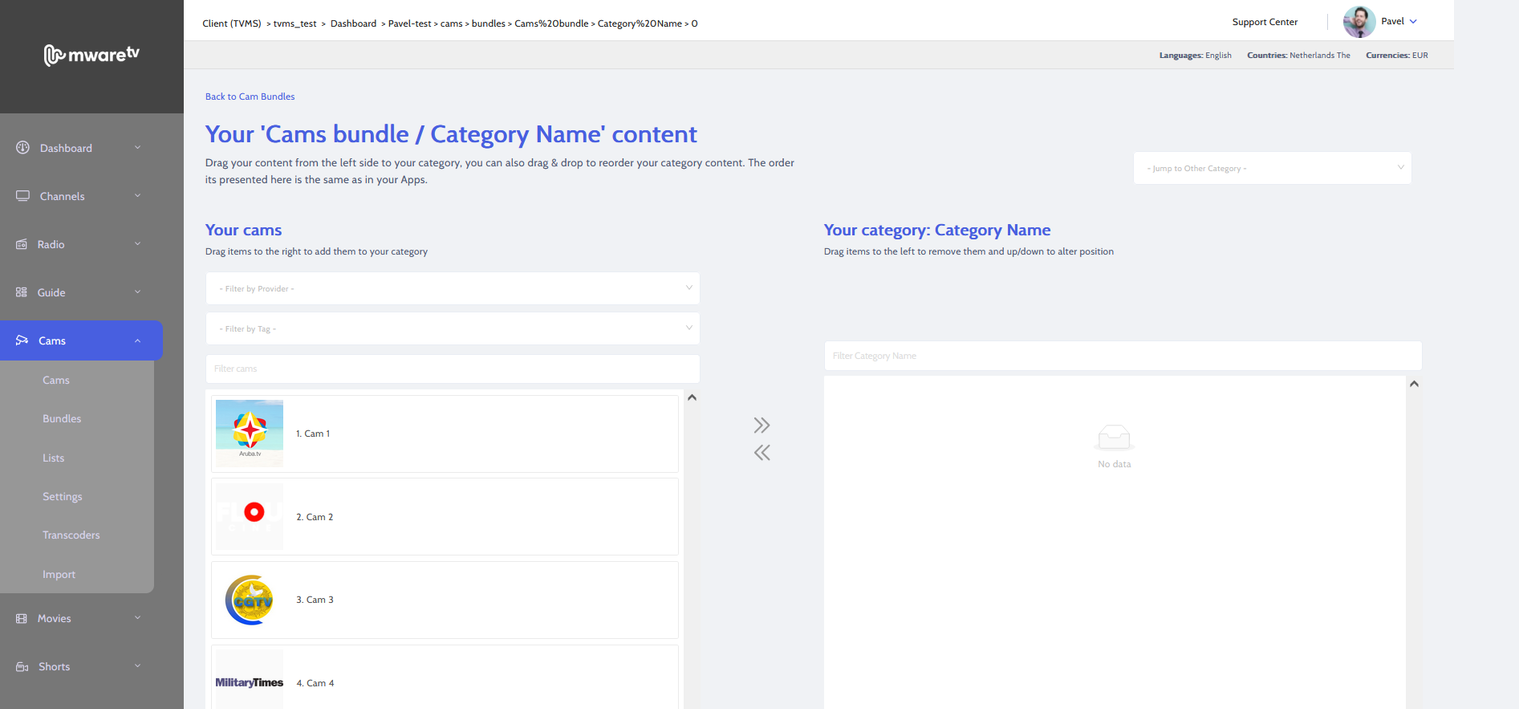 mwaretv
Client (TVMS) > tvms_test > Dashboard > Pavel-test > cams > bundles > Cams%20bundle > Category%20Name > 0
Support Center
Pavel
Languages: English Countries: Netherlands The Currencies: EUR
Dashboard
Channels
Radio
Guide
Cams
Cams
Bundles
Lists
Settings
Transcoders
Import
Movies
Shorts
Back to Cam Bundles
Your 'Cams bundle / Category Name' content
Drag your content from the left side to your category, you can also drag & drop to reorder your category content. The order
its presented here is the same as in your Apps.
- Jump to Other Category -
Your cams
Drag items to the right to add them to your category
- Filter by Provider -
- Filter by Tag -
Filter cams
Aruba.tv
1. Cam 1
2. Cam 2
CGTV
3. Cam 3
MilitaryTimes
4. Cam 4
Your category: Category Name
Drag items to the left to remove them and up/down to alter position
Filter Category Name
No data